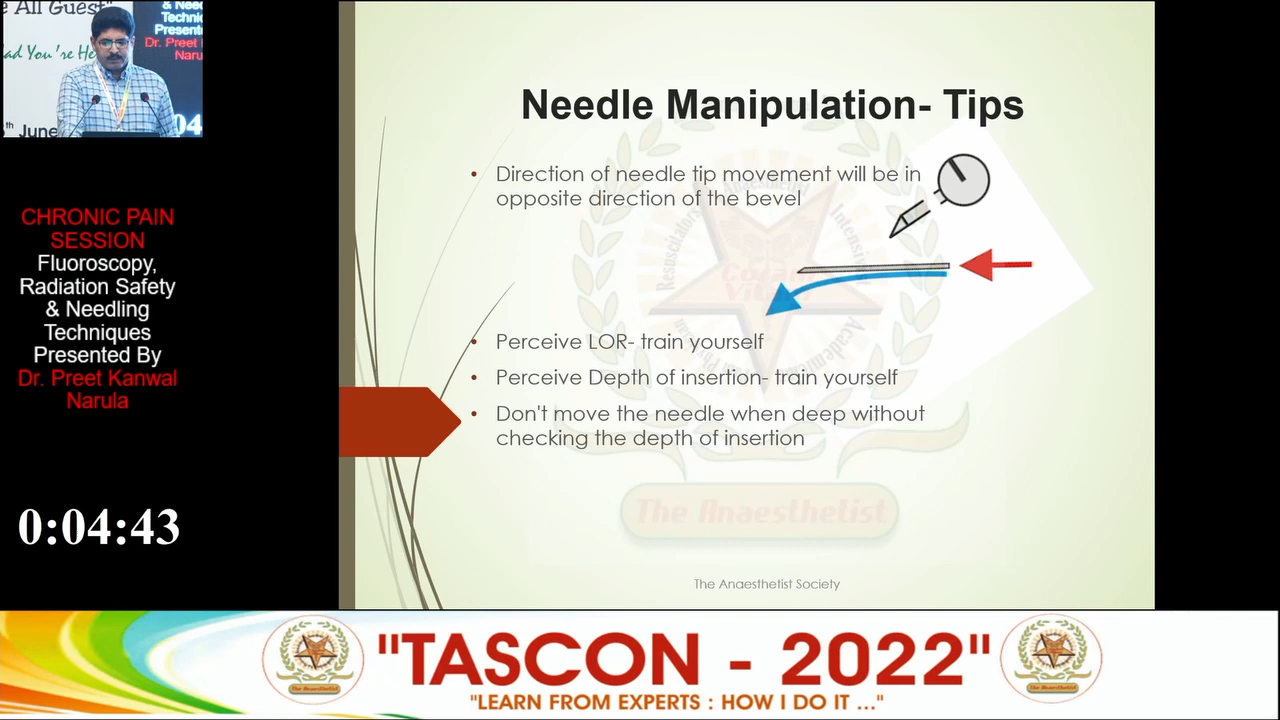 e All Guest"
ad You're He
th June
& Need
Techni
Present
Dr. Preet
Naru
04
CHRONIC PAIN
SESSION
Fluoroscopy,
Radiation Safety
& Needling
Techniques
Presented By
Dr. Preet Kanwal
Narula
0:04:43
Needle Manipulation- Tips
• Direction of needle tip movement will be in
opposite direction of the bevel
• Perceive LOR- train yourself
• Perceive Depth of insertion- train yourself
• Don't move the needle when deep without
checking the depth of insertion
The Anaesthetist
The Anaesthetist Society
"TASCON - 2022"
"LEARN FROM EXPERTS : HOW I DO IT ..."